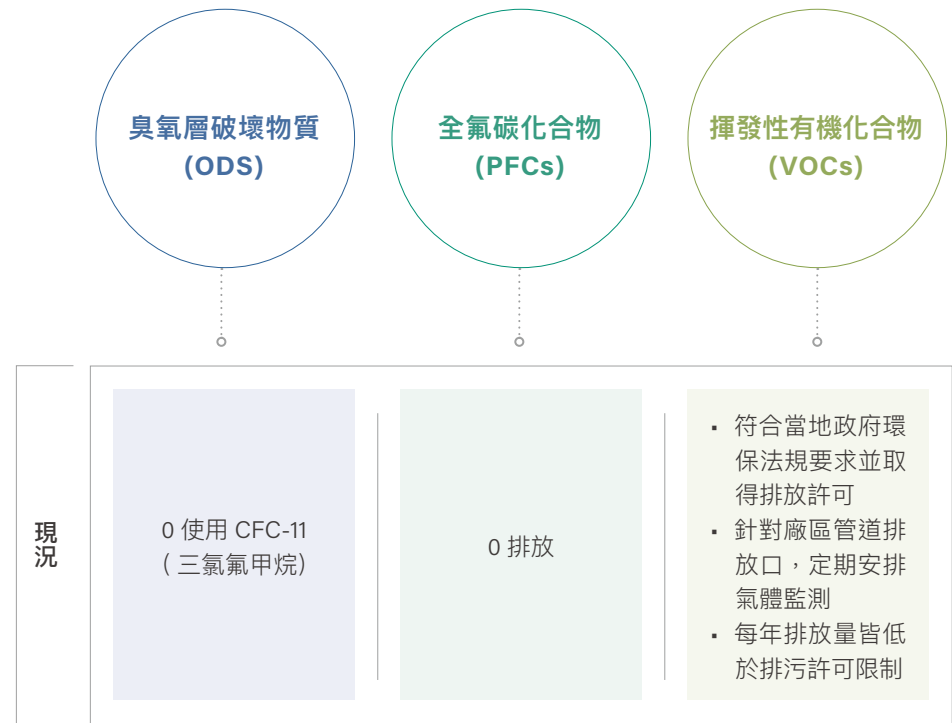 臭氧層破壞物質
(ODS)
全氟碳化合物
(PFCs)
揮發性有機化合物
(VOCs)
現況
0 使用 CFC-11
( 三氯氟甲烷)
0 排放
▪ 符合當地政府環
保法規要求並取
得排放許可
▪ 針對廠區管道排
放口，定期安排
氣體監測
▪ 每年排放量皆低
於排污許可限制